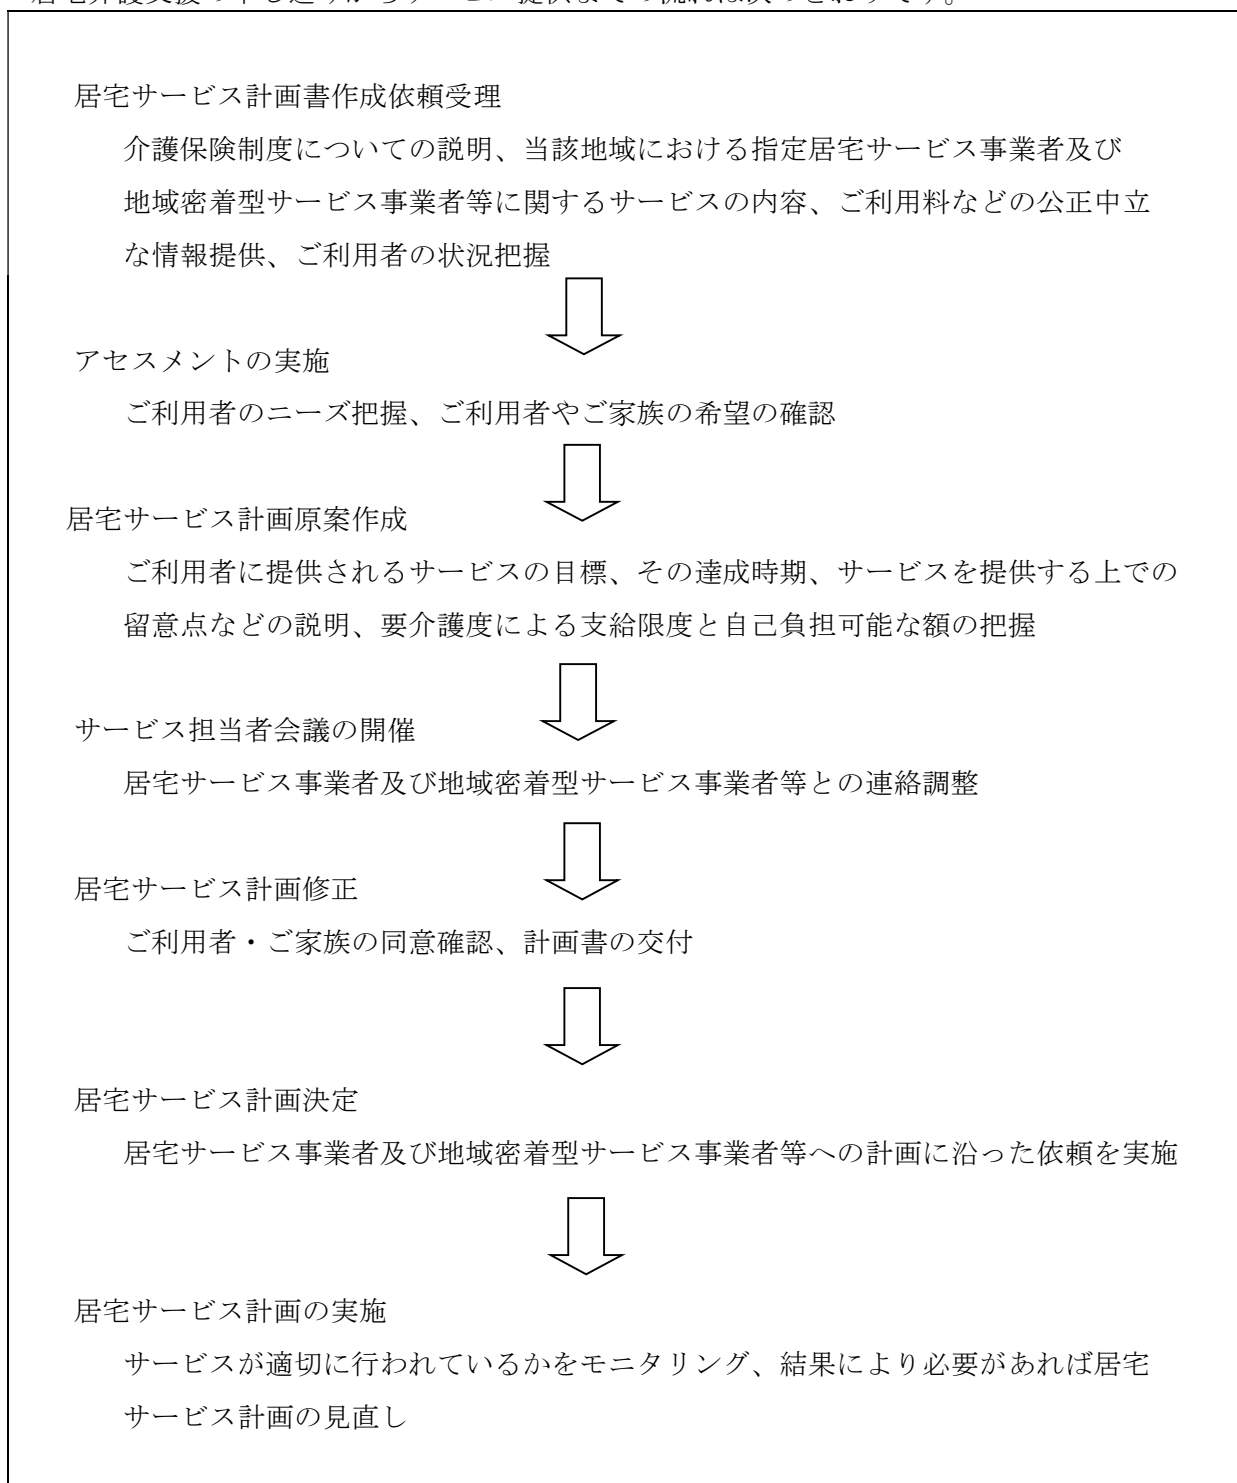 居宅サービス計画書作成依頼受理
介護保険制度についての説明、当該地域における指定居宅サービス事業者及び
地域密着型サービス事業者等に関するサービスの内容、ご利用料などの公正中立
な情報提供、ご利用者の状況把握
アセスメントの実施
ご利用者のニーズ把握、ご利用者やご家族の希望の確認
居宅サービス計画原案作成
ご利用者に提供されるサービスの目標、その達成時期、サービスを提供する上での
留意点などの説明、要介護度による支給限度と自己負担可能な額の把握
サービス担当者会議の開催
居宅サービス事業者及び地域密着型サービス事業者等との連絡調整
居宅サービス計画修正
ご利用者・ご家族の同意確認、計画書の交付
居宅サービス計画決定
居宅サービス事業者及び地域密着型サービス事業者等への計画に沿った依頼を実施
居宅サービス計画の実施
サービスが適切に行われているかをモニタリング、結果により必要があれば居宅
サービス計画の見直し